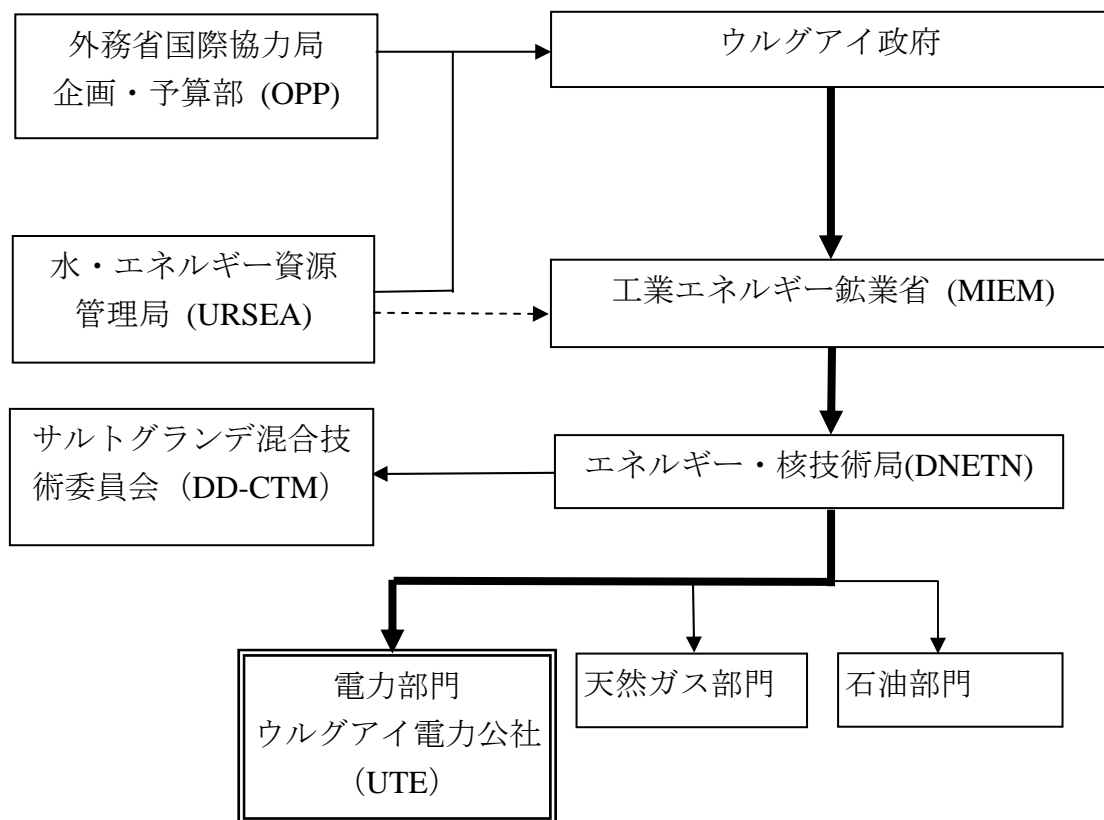 外務省国際協力局
企画・予算部 (OPP)
ウルグアイ政府
水・エネルギー資源
管理局 (URSEA)
工業エネルギー鉱業省 (MIEM)
サルトグランデ混合技
術委員会（DD-CTM）
エネルギー・核技術局(DNETN)
電力部門
ウルグアイ電力公社
（UTE）
天然ガス部門
石油部門